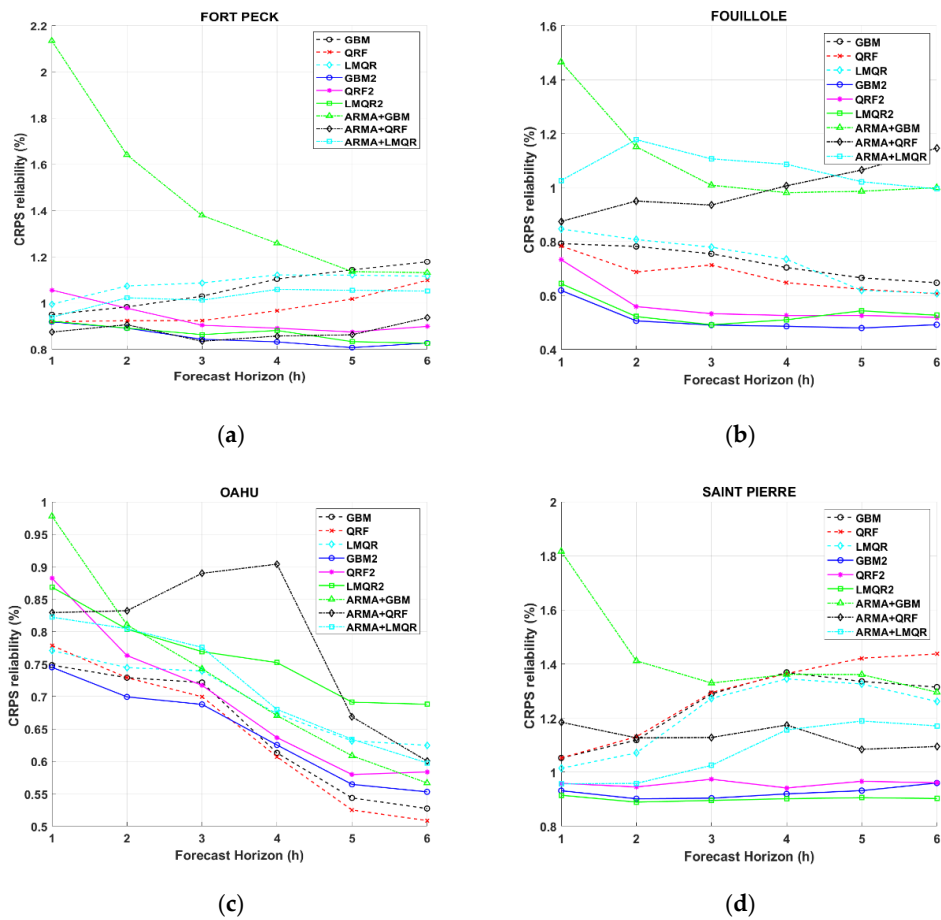 FORT PECK
2.2
2
1.8
1.6
1.4
1.2
1
0.8
CRPS reliability (%)
1 2 3 4 5 6
Forecast Horizon (h)
GBM
QRF
LMQR
GBM2
QRF2
LMQR2
ARMA+GBM
ARMA+QRF
ARMA+LMQR
(a)
FOUILLOLE
1.6
1.4
1.2
1
0.8
0.6
0.4
CRPS reliability (%)
1 2 3 4 5 6
Forecast Horizon (h)
GBM
QRF
LMQR
GBM2
QRF2
LMQR2
ARMA+GBM
ARMA+QRF
ARMA+LMQR
(b)
OAHU
1
0.95
0.9
0.85
0.8
0.75
0.7
0.65
0.6
0.55
0.5
CRPS reliability (%)
1 2 3 4 5 6
Forecast Horizon (h)
GBM
QRF
LMQR
GBM2
QRF2
LMQR2
ARMA+GBM
ARMA+QRF
ARMA+LMQR
(c)
SAINT PIERRE
2
1.8
1.6
1.4
1.2
1
0.8
CRPS reliability (%)
1 2 3 4 5 6
Forecast Horizon (h)
GBM
QRF
LMQR
GBM2
QRF2
LMQR2
ARMA+GBM
ARMA+QRF
ARMA+LMQR
(d)